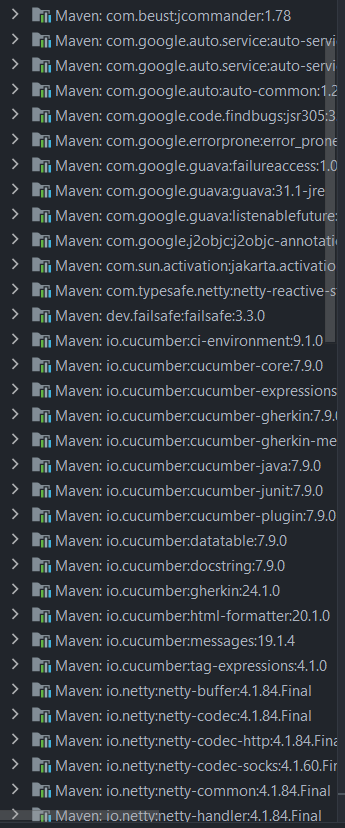 Maven: com.beust:jcommander:1.78
Maven: com.google.auto.service:auto-servi
Maven: com.google.auto.service:auto-servi
Maven: com.google.auto:auto-common:1.2
Maven: com.google.code.findbugs:jsr305:3
Maven: com.google.errorprone:error_prone
Maven: com.google.guava:failureaccess:1.0
Maven: com.google.guava:guava:31.1-jre
Maven: com.google.guava:listenablefuture:
Maven: com.google.j2objc:j2objc-annotatio
Maven: com.sun.activation:jakarta.activatio
Maven: com.typesafe.netty:netty-reactive-s
Maven: dev.failsafe:failsafe:3.3.0
Maven: io.cucumber:ci-environment:9.1.0
Maven: io.cucumber:cucumber-core:7.9.0
Maven: io.cucumber:cucumber-expressions
Maven: io.cucumber:cucumber-gherkin:7.9.
Maven: io.cucumber:cucumber-gherkin-me
Maven: io.cucumber:cucumber-java:7.9.0
Maven: io.cucumber:cucumber-junit:7.9.0
Maven: io.cucumber:cucumber-plugin:7.9.0
Maven: io.cucumber:datatable:7.9.0
Maven: io.cucumber:docstring:7.9.0
Maven: io.cucumber:gherkin:24.1.0
Maven: io.cucumber:html-formatter:20.1.0
Maven: io.cucumber:messages:19.1.4
Maven: io.cucumber:tag-expressions:4.1.0
Maven: io.netty:netty-buffer:4.1.84.Final
Maven: io.netty:netty-codec:4.1.84.Final
Maven: io.netty:netty-codec-http:4.1.84.Fina
Maven: io.netty:netty-codec-socks:4.1.60.Fin
Maven: io.netty:netty-common:4.1.84.Final
Maven: io.netty:netty-handler:4.1.84.Final